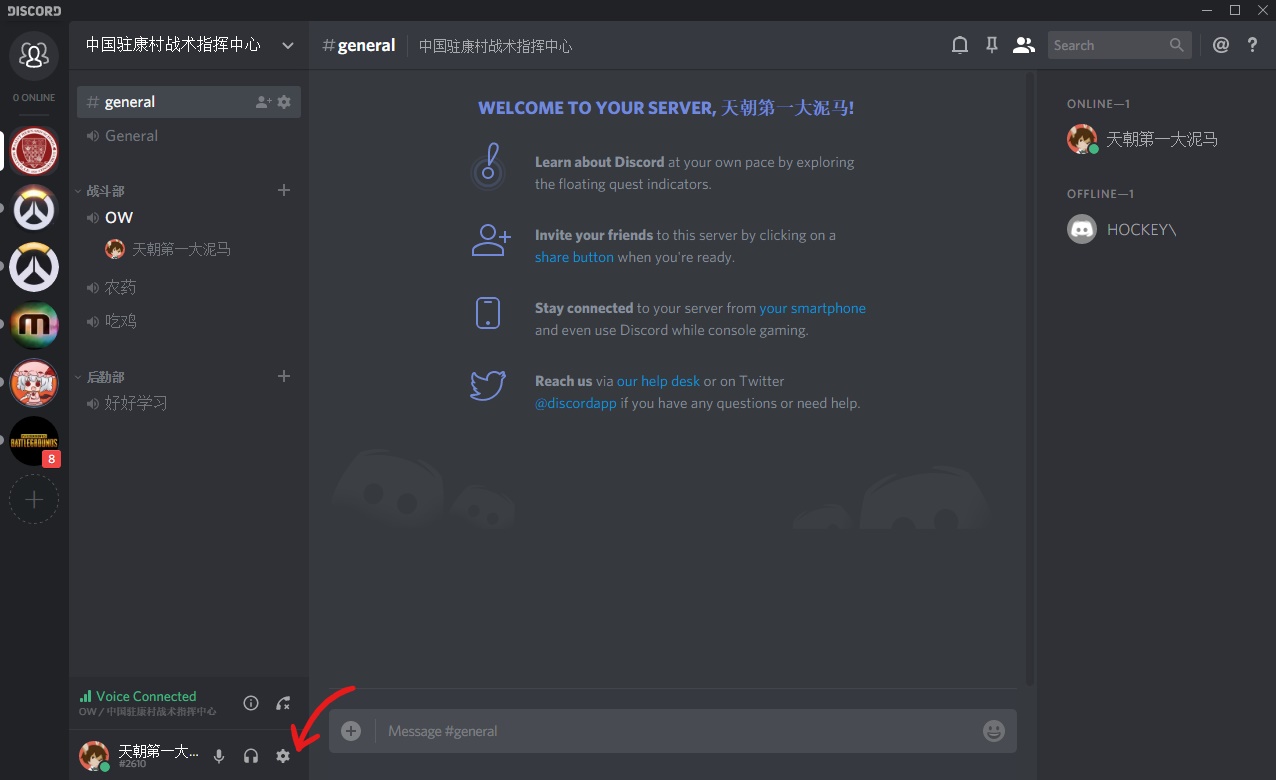 DISCORD
0 ONLINE
BATTLEGROUNDS
8
中国驻康村战术指挥中心
general
General
战斗部
OW
天朝第一大泥马
农药
吃鸡
后勤部
好好学习
Voice Connected
OW / 中国驻康村战术指挥中心
天朝第一大...
#2610
#general
中国驻康村战术指挥中心
Search
WELCOME TO YOUR SERVER, 天朝第一大泥马!
Learn about Discord at your own pace by exploring
the floating quest indicators.
Invite your friends to this server by clicking on a
share button when you're ready.
Stay connected to your server from your smartphone
and even use Discord while console gaming.
Reach us via our help desk or on Twitter
@discordapp if you have any questions or need help.
Message #general
ONLINE—1
天朝第一大泥马
OFFLINE—1
HOCKEY\